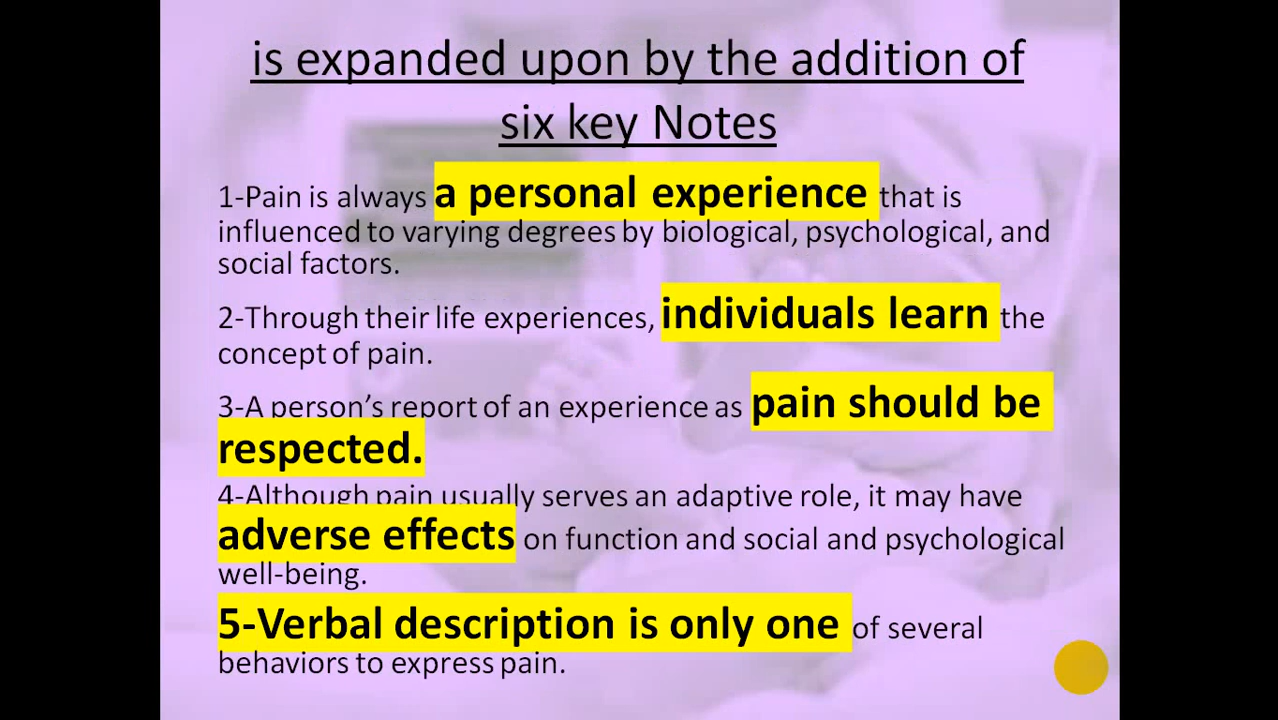 is expanded upon by the addition of
six key Notes
1-Pain is always a personal experience that is
influenced to varying degrees by biological, psychological, and
social factors.
2-Through their life experiences, individuals learn the
concept of pain.
3-A person’s report of an experience as pain should be
respected.
4-Although pain usually serves an adaptive role, it may have
adverse effects on function and social and psychological
well-being.
5-Verbal description is only one of several
behaviors to express pain.